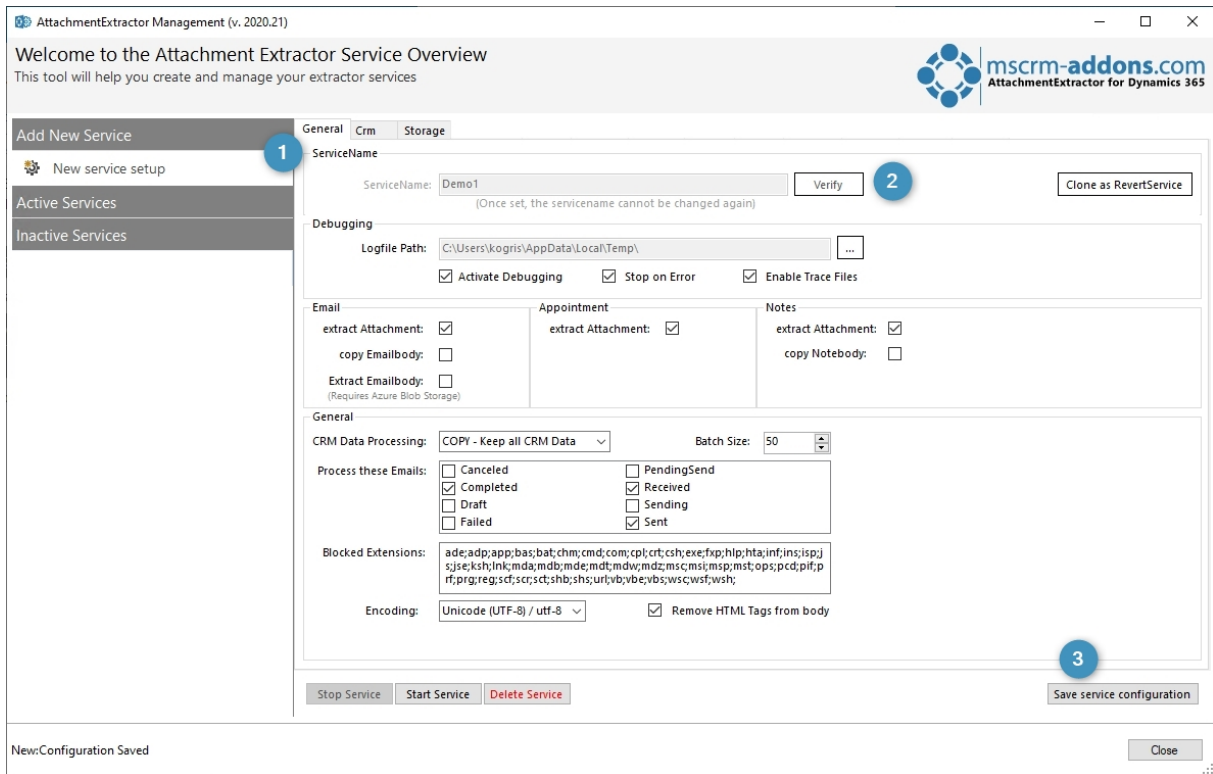 AttachmentExtractor Management (v. 2020.21)
Welcome to the Attachment Extractor Service Overview
This tool will help you create and manage your extractor services
mscrm-addons.com
AttachmentExtractor for Dynamics 365
Add New Service
New service setup
Active Services
Inactive Services
General Crm Storage
1
ServiceName
ServiceName: Demo1 Verify 2 Clone as RevertService
(Once set, the servicename cannot be changed again)
Debugging
Logfile Path: C:\Users\kogris\AppData\Local\Temp\ ...
Activate Debugging Stop on Error Enable Trace Files
Email Appointment Notes
extract Attachment: extract Attachment: extract Attachment:
copy Emailbody: copy Notebody:
Extract Emailbody:
(Requires Azure Blob Storage)
General
CRM Data Processing: COPY - Keep all CRM Data Batch Size: 50
Process these Emails: Canceled PendingSend
Completed Received
Draft Sending
Failed Sent
Blocked Extensions: ade;adp;app;bas;bat;chm;cmd;com;cpl;crt;csh;exe;fxp;hlp;hta;inf;ins;isp;j
s;jse;ksh;lnk;mda;mdb;mde;mdt;mdw;mdz;msc;msi;msp;mst;ops;pcd;pif;p
rf;prg;reg;scf;scr;sct;shb;shs;url;vb;vbe;vbs;wsc;wsf;wsh;
Encoding: Unicode (UTF-8) / utf-8 Remove HTML Tags from body
3
Stop Service Start Service Delete Service Save service configuration
New:Configuration Saved Close